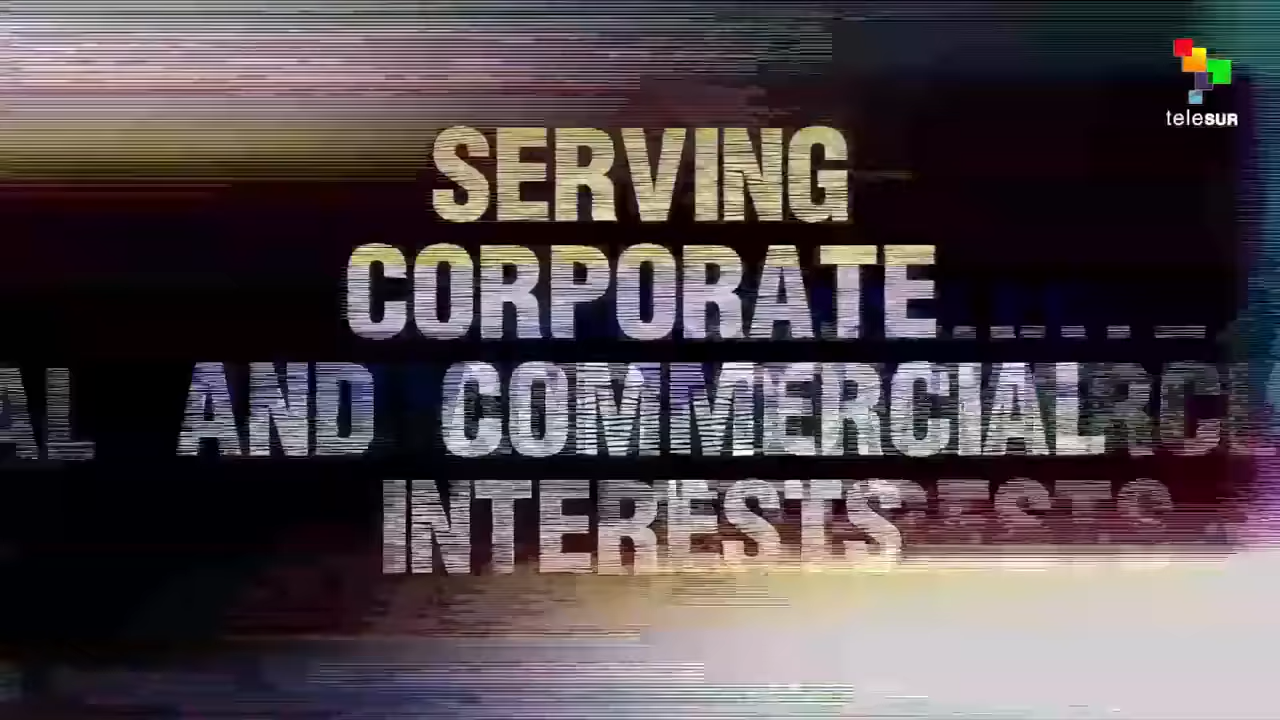 teleSUR
SERVING
CORPORATE
AND COMMERCIAL
INTERESTS